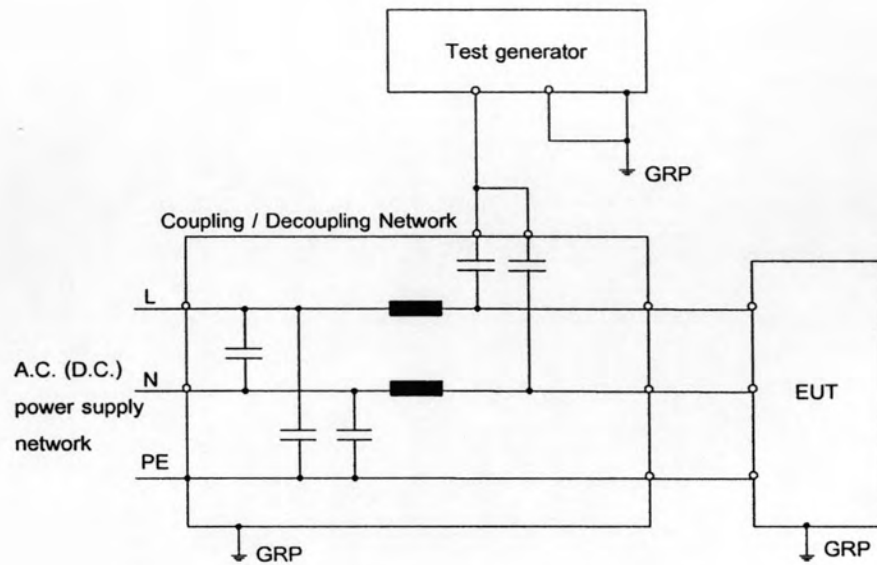 Test generator
GRP
Coupling / Decoupling Network
L
A.C. (D.C.)
power supply
network
N
PE
EUT
GRP
GRP